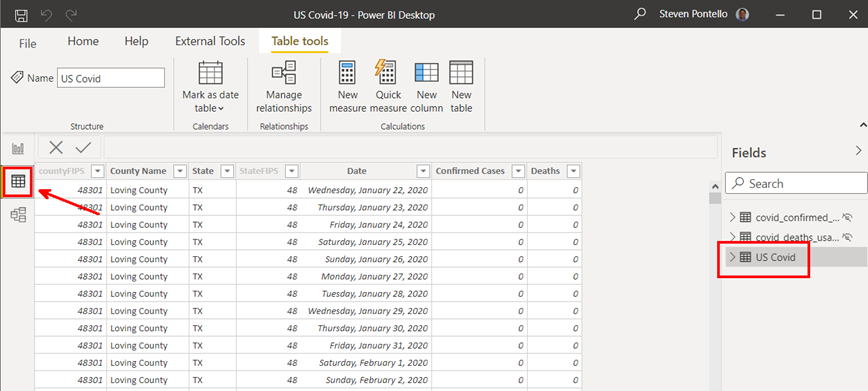 US Covid-19 - Power BI Desktop
Steven Pontello
File Home Help External Tools Table tools
Name US Covid
Mark as date
table
Manage
relationships
New
measure
Quick
measure
New
column
New
table
Structure Calendars Relationships Calculations
Fields
Search
covid_confirmed_...
covid_deaths_usa...
US Covid
countyFIPS County Name State StateFIPS Date Confirmed Cases Deaths
48301 Loving County TX 48 Wednesday, January 22, 2020 0 0
48301 Loving County TX 48 Thursday, January 23, 2020 0 0
48301 Loving County TX 48 Friday, January 24, 2020 0 0
48301 Loving County TX 48 Saturday, January 25, 2020 0 0
48301 Loving County TX 48 Sunday, January 26, 2020 0 0
48301 Loving County TX 48 Monday, January 27, 2020 0 0
48301 Loving County TX 48 Tuesday, January 28, 2020 0 0
48301 Loving County TX 48 Wednesday, January 29, 2020 0 0
48301 Loving County TX 48 Thursday, January 30, 2020 0 0
48301 Loving County TX 48 Friday, January 31, 2020 0 0
48301 Loving County TX 48 Saturday, February 1, 2020 0 0
48301 Loving County TX 48 Sunday, February 2, 2020 0 0